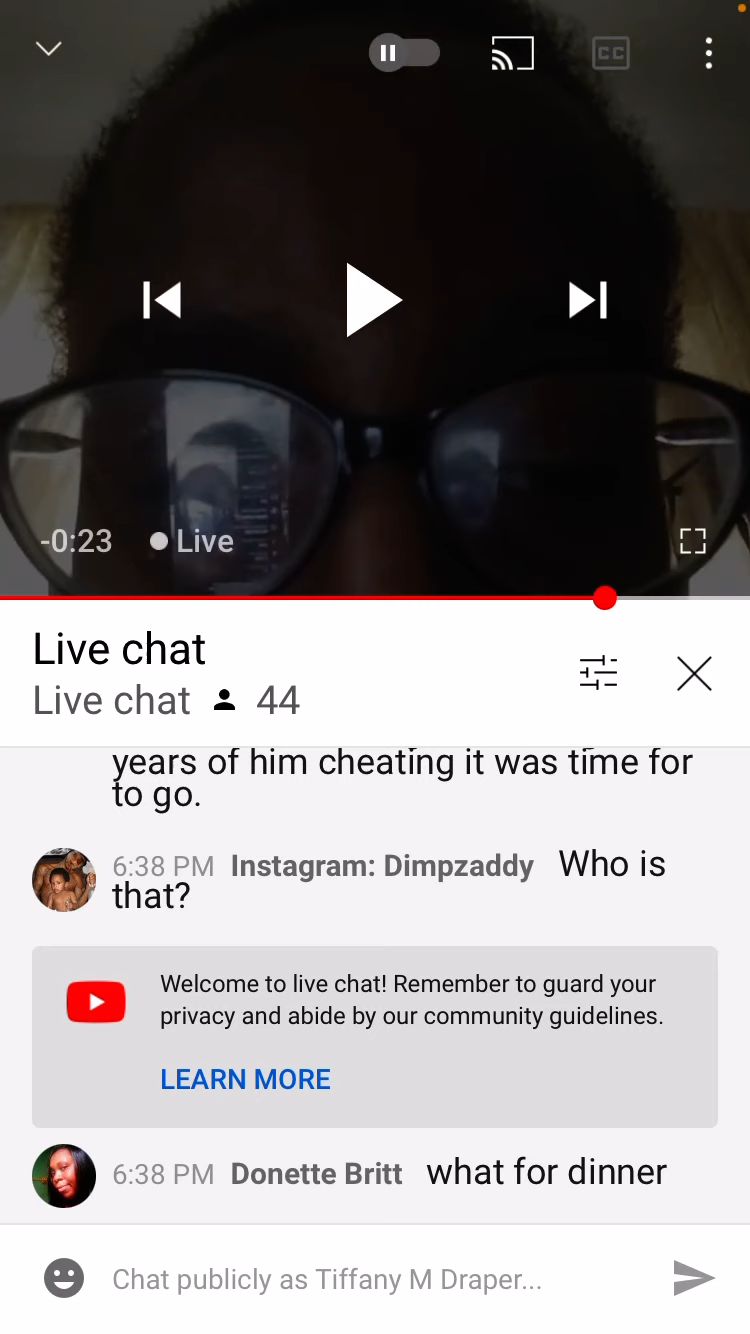 CC
-0:23 Live
Live chat
Live chat 44
years of him cheating it was time for
to go.
6:38 PM Instagram: Dimpzaddy Who is
that?
Welcome to live chat! Remember to guard your
privacy and abide by our community guidelines.
LEARN MORE
6:38 PM Donette Britt what for dinner
Chat publicly as Tiffany M Draper...